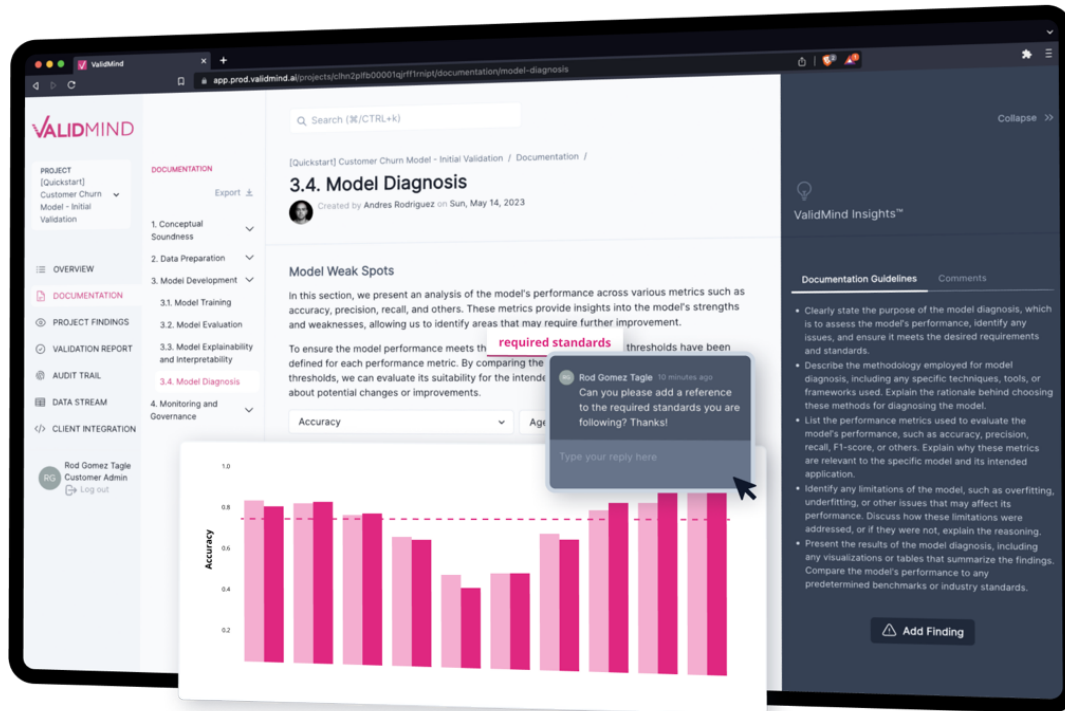 ValidMind
app.prod.validmind.ai/projects/clhn2plfb00001qjrff1rnipt/documentation/model-diagnosis
VALIDMIND
PROJECT
[Quickstart]
Customer Churn
Model - Initial
Validation
OVERVIEW
DOCUMENTATION
PROJECT FINDINGS
VALIDATION REPORT
AUDIT TRAIL
DATA STREAM
CLIENT INTEGRATION
RG
Rod Gomez Tagle
Customer Admin
Log out
DOCUMENTATION
Export
1. Conceptual
Soundness
2. Data Preparation
3. Model Development
3.1. Model Training
3.2. Model Evaluation
3.3. Model Explainability
and Interpretability
3.4. Model Diagnosis
4. Monitoring and
Governance
Search (⌘/CTRL+k)
[Quickstart] Customer Churn Model - Initial Validation / Documentation /
3.4. Model Diagnosis
Created by Andres Rodriguez on Sun, May 14, 2023
Model Weak Spots
In this section, we present an analysis of the model's performance across various metrics such as
accuracy, precision, recall, and others. These metrics provide insights into the model's strengths
and weaknesses, allowing us to identify areas that may require further improvement.
To ensure the model performance meets th required standards thresholds have been
defined for each performance metric. By comparing the
thresholds, we can evaluate its suitability for the intende
about potential changes or improvements.
Accuracy
Age
RG Rod Gomez Tagle 10 minutes ago
Can you please add a reference
to the required standards you are
following? Thanks!
Type your reply here
Accuracy
1.0
0.8
0.6
0.4
0.2
Collapse
ValidMind Insights™
Documentation Guidelines Comments
• Clearly state the purpose of the model diagnosis, which
is to assess the model's performance, identify any
issues, and ensure it meets the desired requirements
and standards.
• Describe the methodology employed for model
diagnosis, including any specific techniques, tools, or
frameworks used. Explain the rationale behind choosing
these methods for diagnosing the model.
• List the performance metrics used to evaluate the
model's performance, such as accuracy, precision,
recall, F1-score, or others. Explain why these metrics
are relevant to the specific model and its intended
application.
• Identify any limitations of the model, such as overfitting,
underfitting, or other issues that may affect its
performance. Discuss how these limitations were
addressed, or if they were not, explain the reasoning.
• Present the results of the model diagnosis, including
any visualizations or tables that summarize the findings.
Compare the model's performance to any
predetermined benchmarks or industry standards.
Add Finding